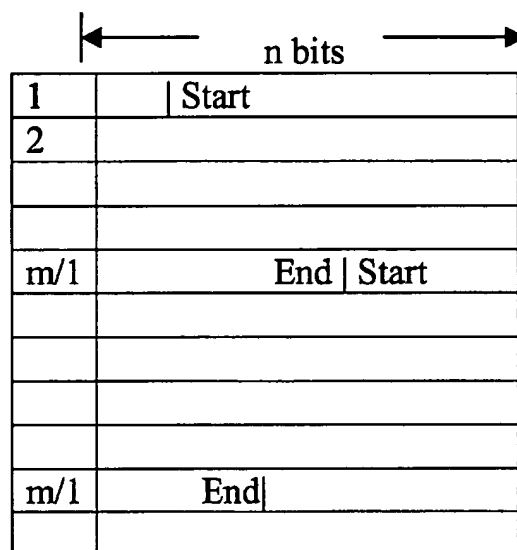 n bits
1 | Start
2
m/1 End | Start
m/1 End|